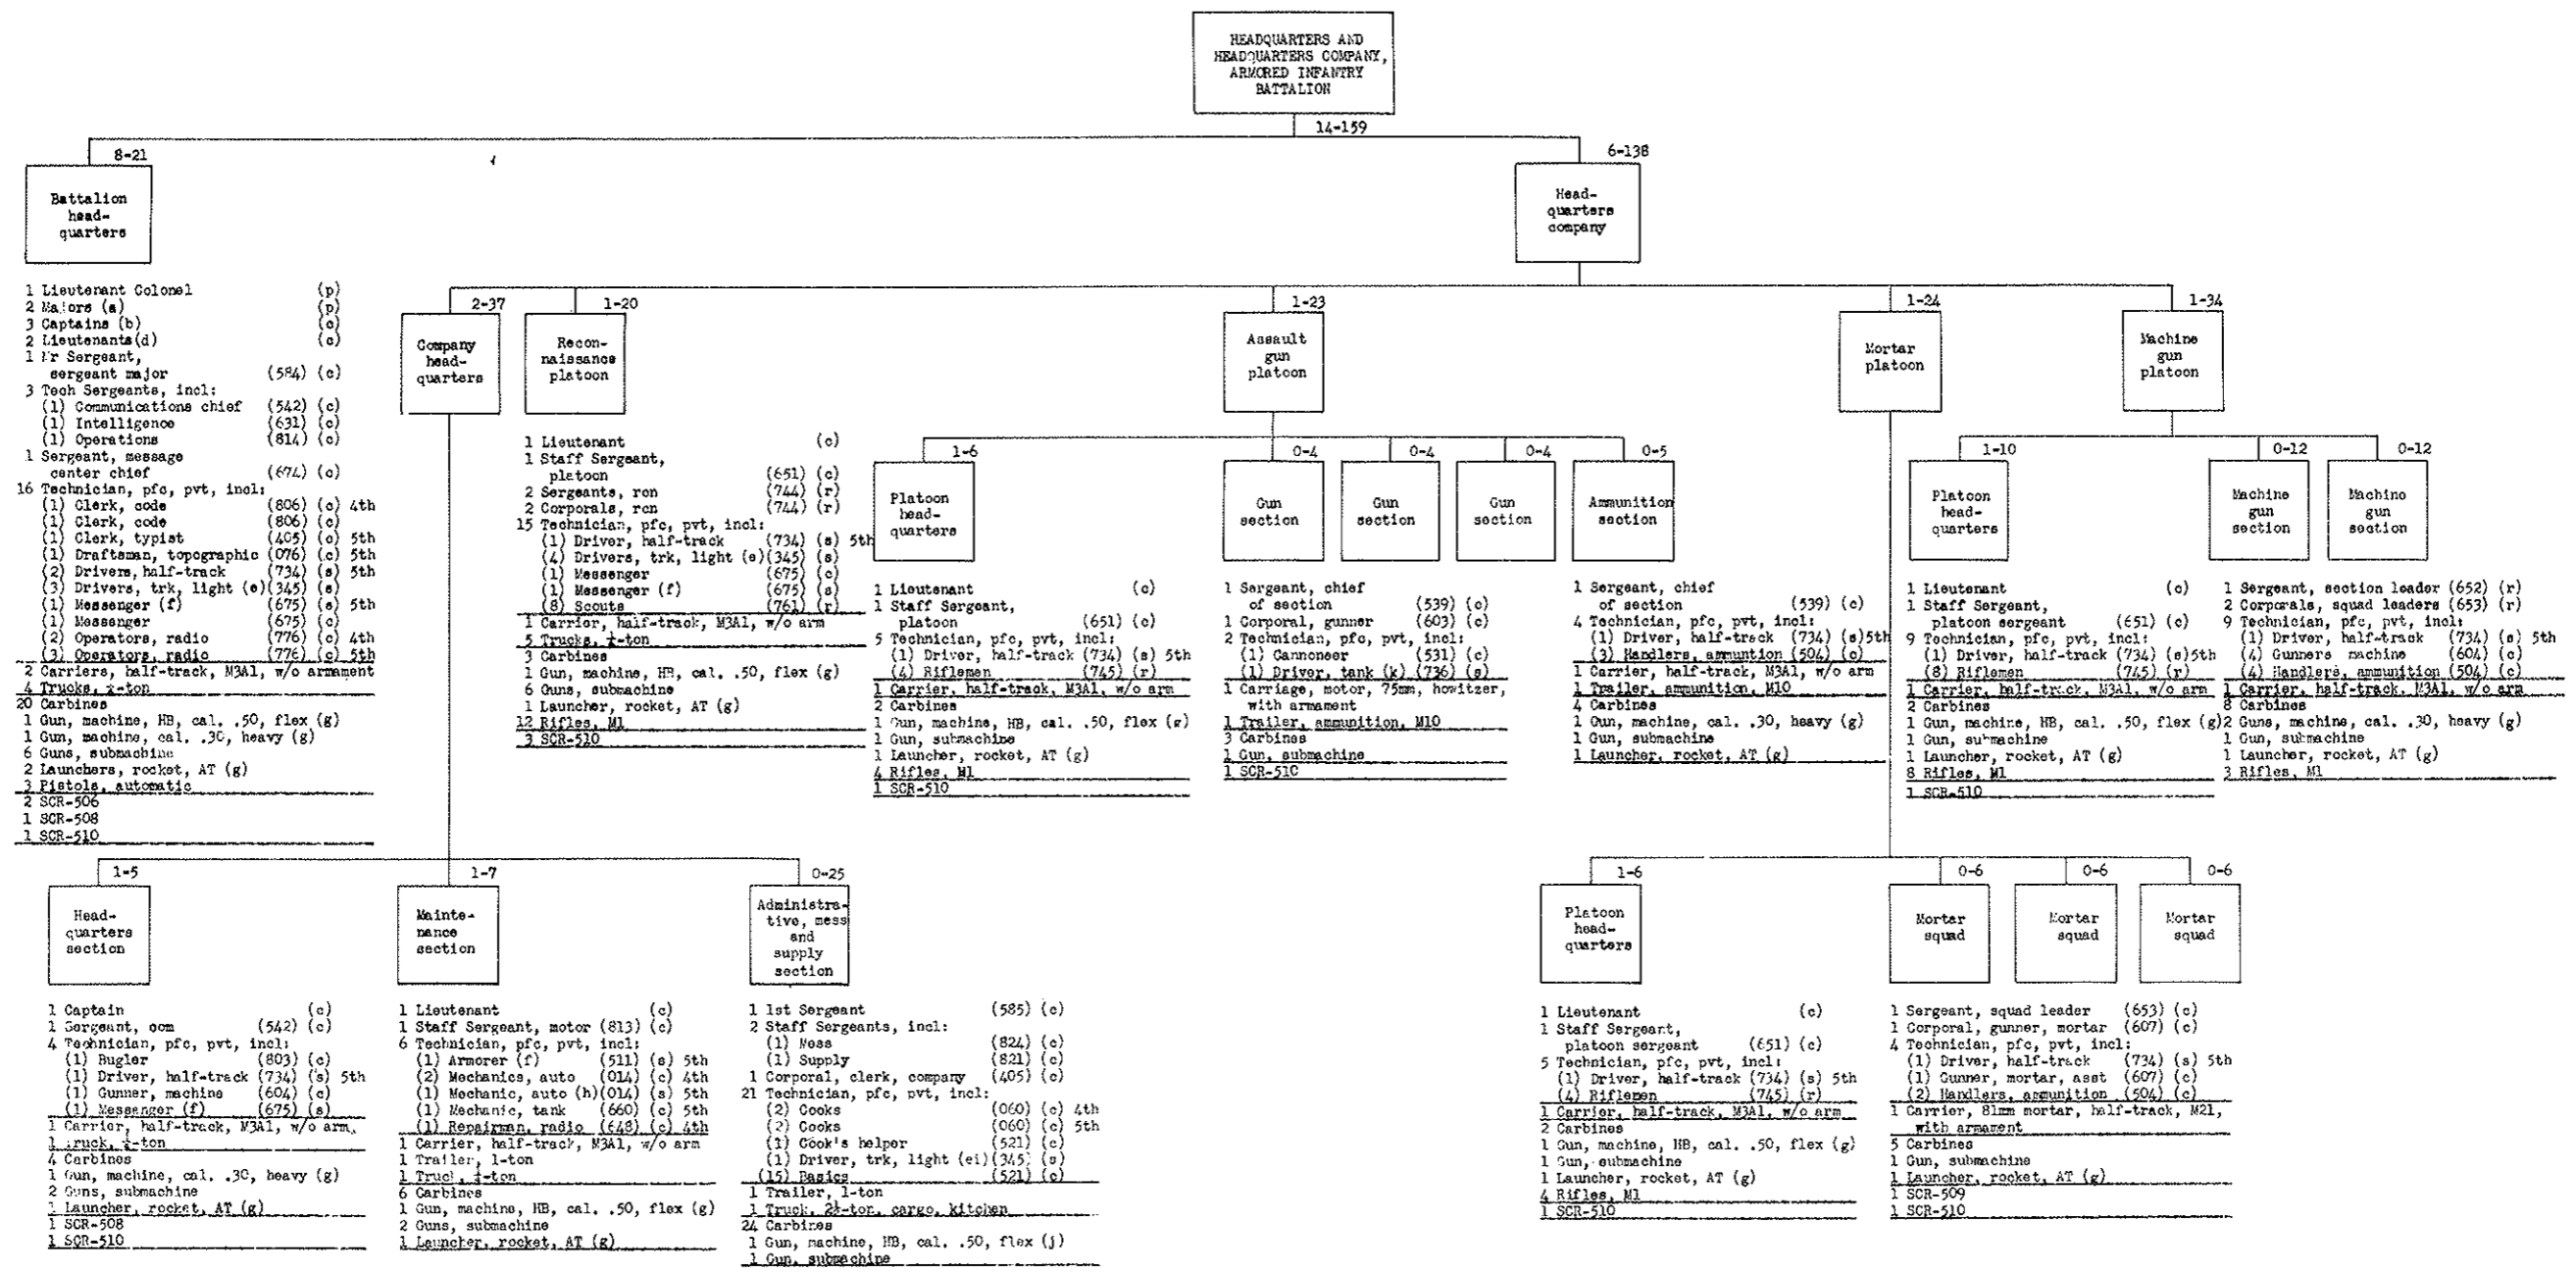 HEADQUARTERS AND
HEADQUARTERS COMPANY,
ARMORED INFANTRY
BATTALION
14-159
8-21
Battalion
head-
quarters
1 Lieutenant Colonel (p)
2 Majors (a) (p)
3 Captains (b) (c)
2 Lieutenants(d) (c)
1 Mr Sergeant,
sergeant major (584) (c)
3 Tech Sergeants, incl:
(1) Communications chief (542) (c)
(1) Intelligence (631) (c)
(1) Operations (814) (c)
1 Sergeant, message
center chief (674) (c)
16 Technician, pfc, pvt, incl:
(1) Clerk, code (806) (c) 4th
(1) Clerk, code (806) (c)
(1) Clerk, typist (405) (c) 5th
(1) Draftsman, topographic (076) (c) 5th
(2) Drivers, half-track (734) (s) 5th
(3) Drivers, trk, light (e)(345) (s)
(1) Messenger (f) (675) (s) 5th
(1) Messenger (675) (c)
(2) Operators, radio (776) (c) 4th
(3) Operators, radio (776) (c) 5th
2 Carriers, half-track, M3A1, w/o armament
4 Trucks, ¼-ton
20 Carbines
1 Gun, machine, HB, cal. .50, flex (g)
1 Gun, machine, cal. .30, heavy (g)
6 Guns, submachine
2 Launchers, rocket, AT (g)
3 Pistols, automatic
2 SCR-506
1 SCR-508
1 SCR-510
6-138
Head-
quarters
company
2-37
Company
head-
quarters
1-20
Recon-
naissance
platoon
1 Lieutenant (c)
1 Staff Sergeant,
platoon (651) (c)
2 Sergeants, rcn (744) (r)
2 Corporals, rcn (744) (r)
15 Technician, pfc, pvt, incl:
(1) Driver, half-track (734) (s) 5th
(4) Drivers, trk, light (e)(345) (s)
(1) Messenger (675) (c)
(1) Messenger (f) (675) (s)
(8) Scouts (761) (r)
1 Carrier, half-track, M3A1, w/o arm
5 Trucks, ¼-ton
3 Carbines
1 Gun, machine, HB, cal. .50, flex (g)
6 Guns, submachine
1 Launcher, rocket, AT (g)
12 Rifles, M1
3 SCR-510
1-23
Assault
gun
platoon
1-6
Platoon
head-
quarters
1 Lieutenant (c)
1 Staff Sergeant,
platoon (651) (c)
5 Technician, pfc, pvt, incl:
(1) Driver, half-track (734) (s) 5th
(4) Riflemen (745) (r)
1 Carrier, half-track, M3A1, w/o arm
2 Carbines
1 Gun, machine, HB, cal. .50, flex (g)
1 Gun, submachine
1 Launcher, rocket, AT (g)
4 Rifles, M1
1 SCR-510
0-4
Gun
section
0-4
Gun
section
0-4
Gun
section
1 Sergeant, chief
of section (539) (c)
1 Corporal, gunner (603) (c)
2 Technician, pfc, pvt, incl:
(1) Cannoneer (531) (c)
(1) Driver, tank (k) (736) (s)
1 Carriage, motor, 75mm, howitzer,
with armament
1 Trailer, ammunition, M10
3 Carbines
1 Gun, submachine
1 SCR-510
0-5
Ammunition
section
1 Sergeant, chief
of section (539) (c)
4 Technician, pfc, pvt, incl:
(1) Driver, half-track (734) (s)5th
(3) Handlers, ammuntion (504) (c)
1 Carrier, half-track, M3A1, w/o arm
1 Trailer, ammunition, M10
4 Carbines
1 Gun, machine, cal. .30, heavy (g)
1 Gun, submachine
1 Launcher, rocket, AT (g)
1-24
Mortar
platoon
1-34
Machine
gun
platoon
1-10
Platoon
head-
quarters
1 Lieutenant (c)
1 Staff Sergeant,
platoon sergeant (651) (c)
9 Technician, pfc, pvt, incl:
(1) Driver, half-track (734) (s)5th
(8) Riflemen (745) (r)
1 Carrier, half-track, M3A1, w/o arm
2 Carbines
1 Gun, machine, HB, cal. .50, flex (g)
1 Gun, submachine
1 Launcher, rocket, AT (g)
8 Rifles, M1
1 SCR-510
0-12
Machine
gun
section
0-12
Machine
gun
section
1 Sergeant, section leader (652) (r)
2 Corporals, squad leaders (653) (r)
9 Technician, pfc, pvt, incl:
(1) Driver, half-track (734) (s) 5th
(4) Gunners machine (604) (c)
(4) Handlers, ammunition (504) (c)
1 Carrier, half-track, M3A1, w/o arm
8 Carbines
2 Guns, machine, cal. .30, heavy (g)
1 Gun, submachine
1 Launcher, rocket, AT (g)
3 Rifles, M1
1-5
Head-
quarters
section
1 Captain (c)
1 Sergeant, com (542) (c)
4 Technician, pfc, pvt, incl:
(1) Bugler (803) (c)
(1) Driver, half-track (734) (s) 5th
(1) Gunner, machine (604) (c)
(1) Messenger (f) (675) (s)
1 Carrier, half-track, M3A1, w/o arm,
1 Truck, ¼-ton
4 Carbines
1 Gun, machine, cal. .30, heavy (g)
2 Guns, submachine
1 Launcher, rocket, AT (g)
1 SCR-508
1 SCR-510
1-7
Mainte-
nance
section
1 Lieutenant (c)
1 Staff Sergeant, motor (813) (c)
6 Technician, pfc, pvt, incl:
(1) Armorer (f) (511) (s) 5th
(2) Mechanics, auto (014) (c) 4th
(1) Mechanic, auto (h)(014) (s) 5th
(1) Mechanic, tank (660) (c) 5th
(1) Repairman, radio (648) (c) 4th
1 Carrier, half-track, M3A1, w/o arm
1 Trailer, 1-ton
1 Truck, ¼-ton
6 Carbines
1 Gun, machine, HB, cal. .50, flex (g)
2 Guns, submachine
1 Launcher, rocket, AT (g)
0-25
Administra-
tive, mess
and
supply
section
1 1st Sergeant (585) (c)
2 Staff Sergeants, incl:
(1) Mess (824) (c)
(1) Supply (821) (c)
1 Corporal, clerk, company (405) (c)
21 Technician, pfc, pvt, incl:
(2) Cooks (060) (c) 4th
(2) Cooks (060) (c) 5th
(1) Cook's helper (521) (c)
(1) Driver, trk, light (ei)(345) (s)
(15) Basics (521) (c)
1 Trailer, 1-ton
1 Truck, 2½-ton, cargo, kitchen
24 Carbines
1 Gun, machine, HB, cal. .50, flex (j)
1 Gun, submachine
1-6
Platoon
head-
quarters
1 Lieutenant (c)
1 Staff Sergeant,
platoon sergeant (651) (c)
5 Technician, pfc, pvt, incl:
(1) Driver, half-track (734) (s) 5th
(4) Riflemen (745) (r)
1 Carrier, half-track, M3A1, w/o arm
2 Carbines
1 Gun, machine, HB, cal. .50, flex (g)
1 Gun, submachine
1 Launcher, rocket, AT (g)
4 Rifles, M1
1 SCR-510
0-6
Mortar
squad
0-6
Mortar
squad
0-6
Mortar
squad
1 Sergeant, squad leader (653) (c)
1 Corporal, gunner, mortar (607) (c)
4 Technician, pfc, pvt, incl:
(1) Driver, half-track (734) (s) 5th
(1) Gunner, mortar, asst (607) (c)
(2) Handlers, ammunition (504) (c)
1 Carrier, 81mm mortar, half-track, M21,
with armament
5 Carbines
1 Gun, submachine
1 Launcher, rocket, AT (g)
1 SCR-509
1 SCR-510